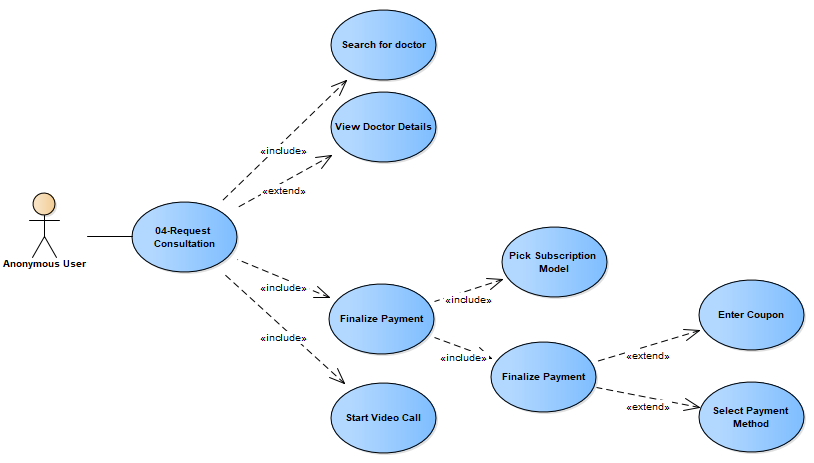 Search for doctor
View Doctor Details
«include»
«extend»
04-Request
Consultation
Anonymous User
Pick Subscription
Model
«include»
«include»
Finalize Payment
Enter Coupon
«include»
«include»
«extend»
Finalize Payment
Start Video Call
«extend»
Select Payment
Method